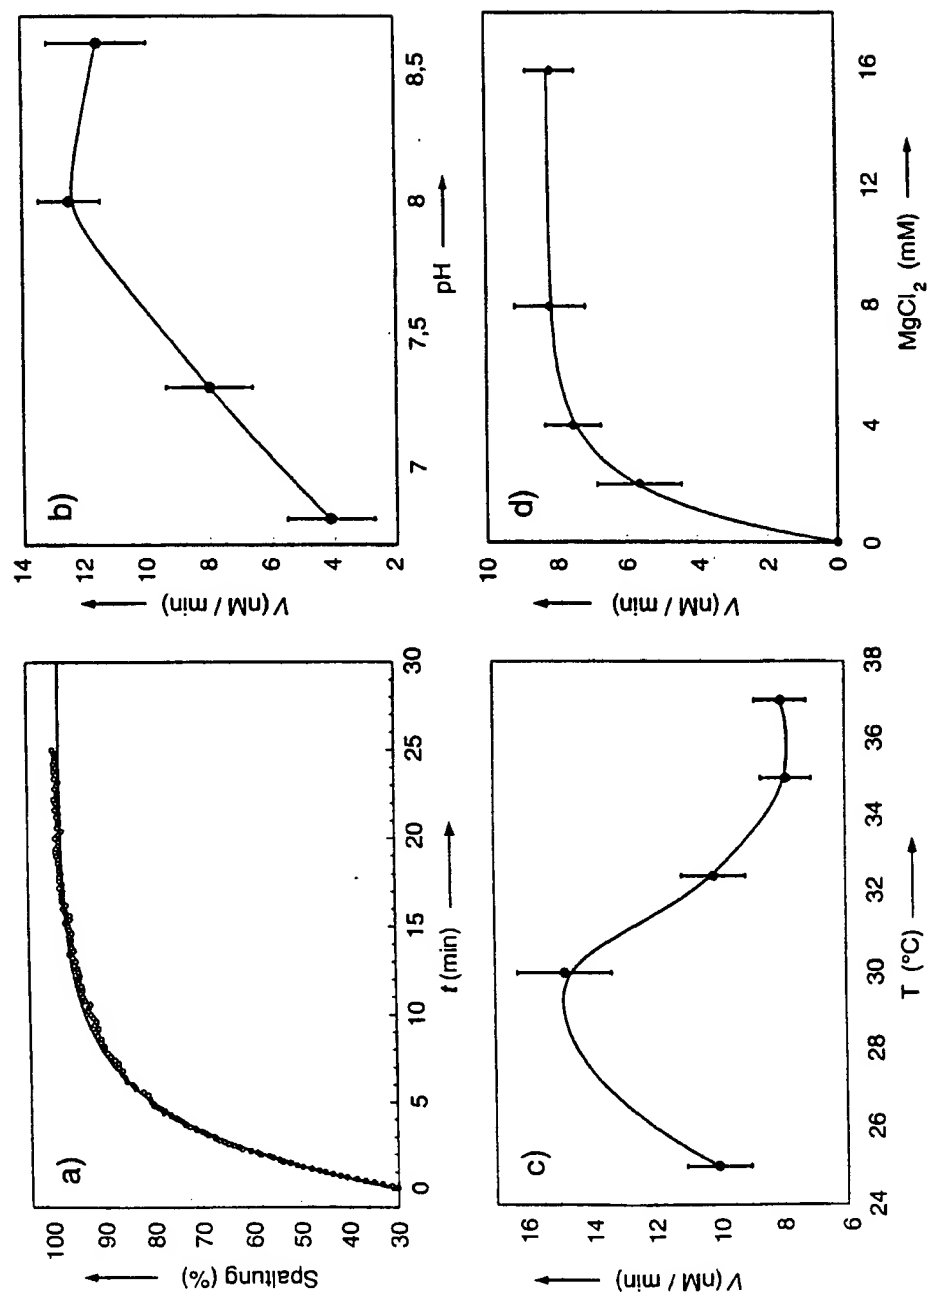 a)
Spaltung (%)
100
90
80
70
60
50
40
30
0 5 10 15 20 25 30
t (min)
b)
V (nM / min)
14
12
10
8
6
4
2
7 7,5 8 8,5
pH
c)
V (nM / min)
16
14
12
10
8
6
24 26 28 30 32 34 36 38
T (°C)
d)
V (nM / min)
10
8
6
4
2
0
0 4 8 12 16
MgCl₂ (mM)